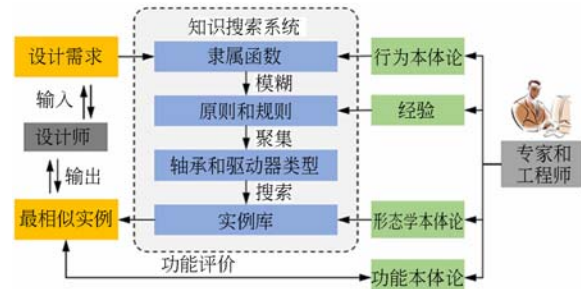 知识搜索系统
设计需求
隶属函数
行为本体论
模糊
输入
原则和规则
经验
设计师
聚集
轴承和驱动器类型
专家和
工程师
输出
搜索
最相似实例
实例库
形态学本体论
功能评价
功能本体论